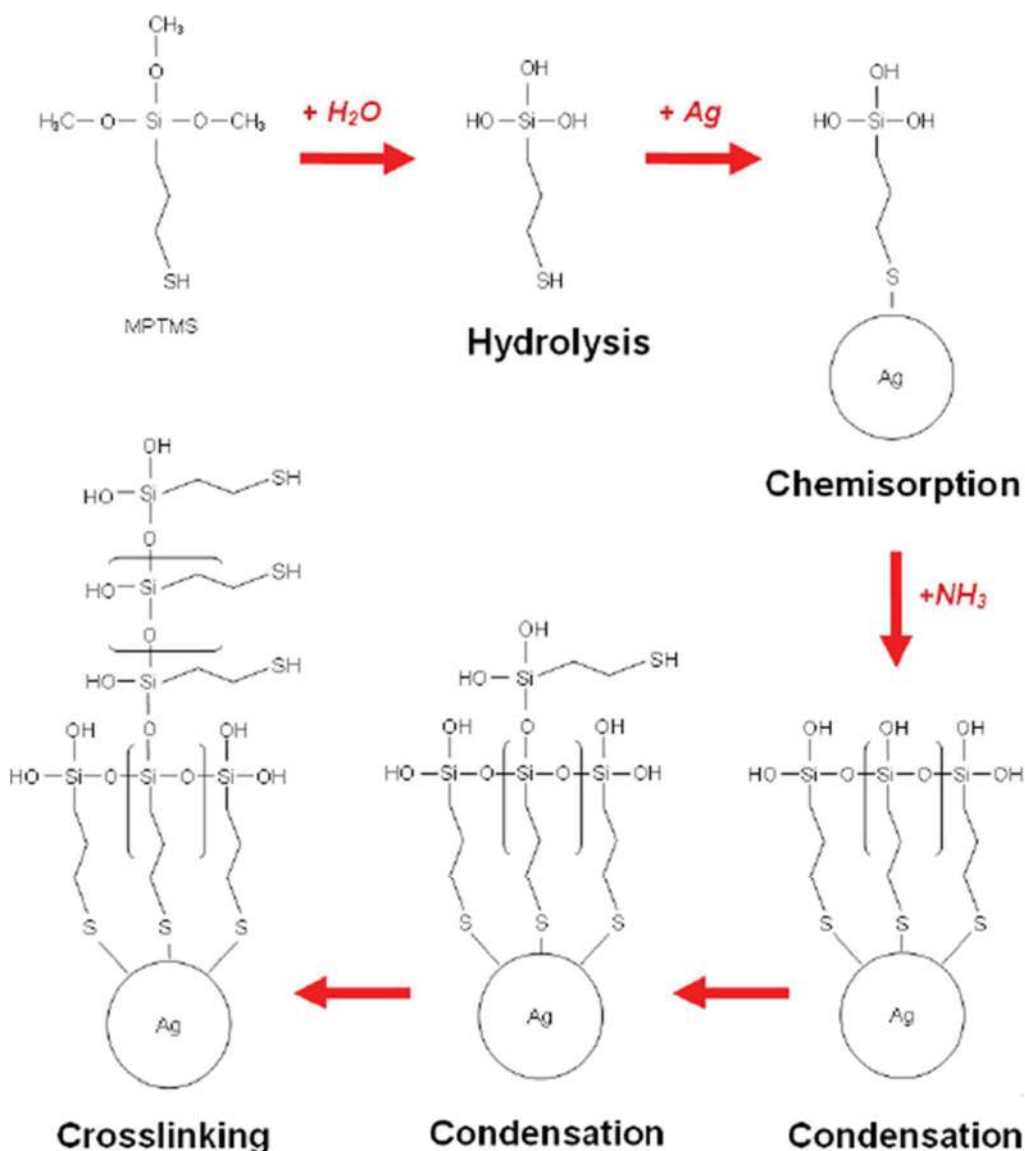 CH₃
O
H₃C—O—Si—O—CH₃
SH
MPTMS
+ H₂O
OH
HO—Si—OH
SH
Hydrolysis
+ Ag
OH
HO—Si—OH
S
Ag
Chemisorption
+NH₃
OH
HO—Si
SH
O
HO—Si
SH
O
HO—Si
SH
O
OH
OH
HO—Si—O—Si—O—Si—OH
S
S
S
Ag
Crosslinking
OH
HO—Si
SH
O
OH
OH
HO—Si—O—Si—O—Si—OH
S
S
S
Ag
Condensation
OH
OH
OH
HO—Si—O—Si—O—Si—OH
S
S
S
Ag
Condensation